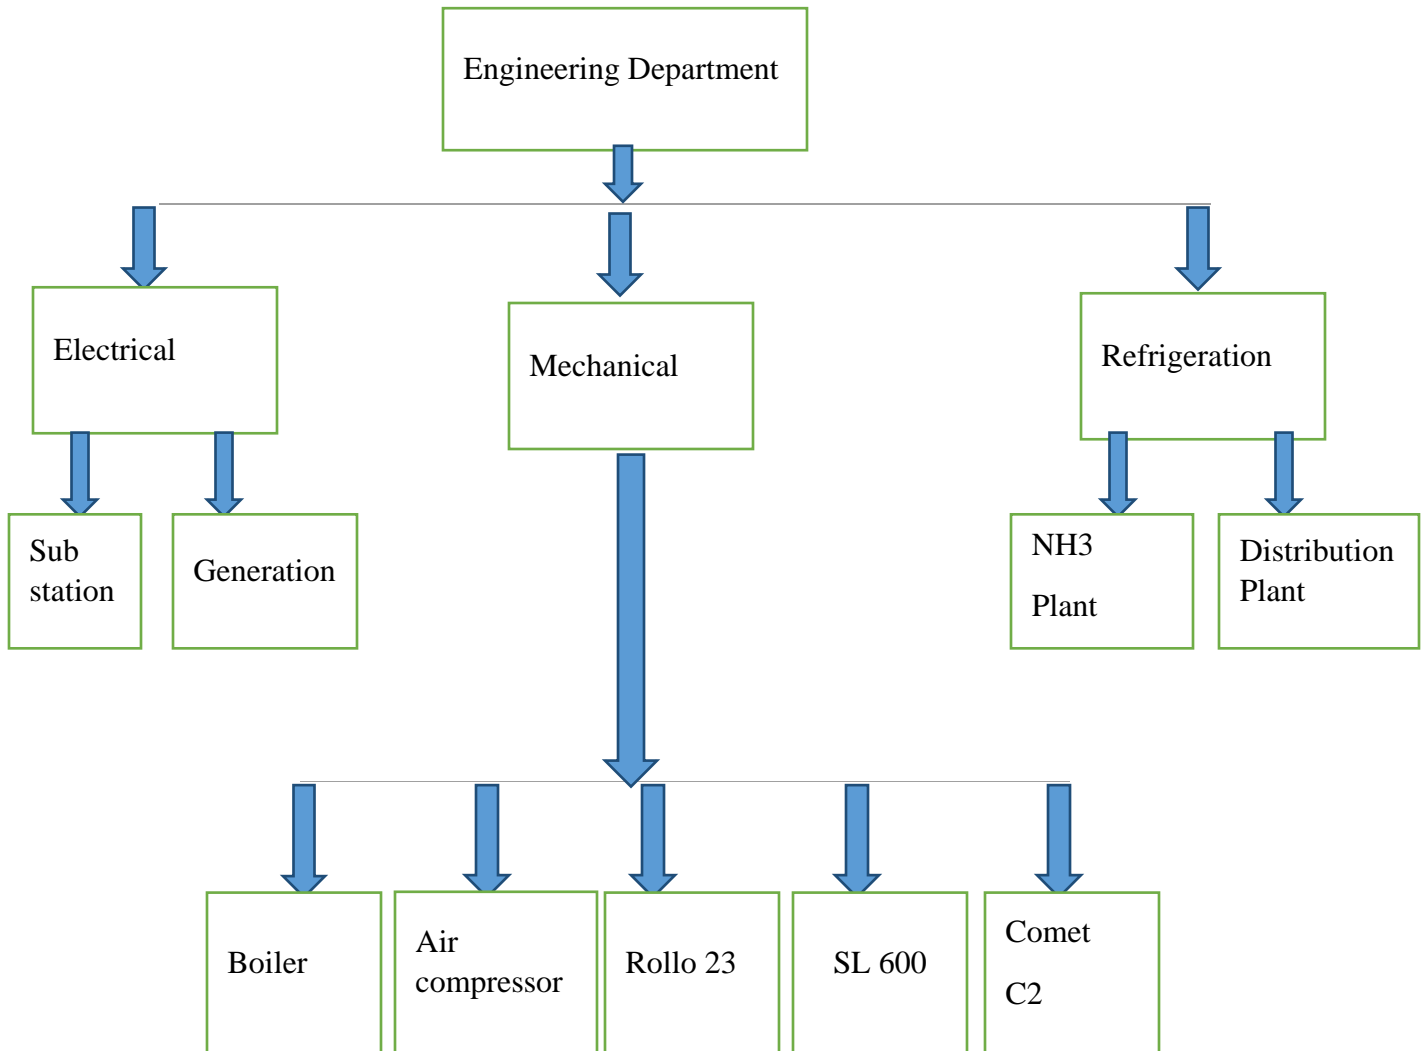 Engineering Department
Electrical
Mechanical
Refrigeration
Sub
station
Generation
NH3
Plant
Distribution
Plant
Boiler
Air
compressor
Rollo 23
SL 600
Comet
C2